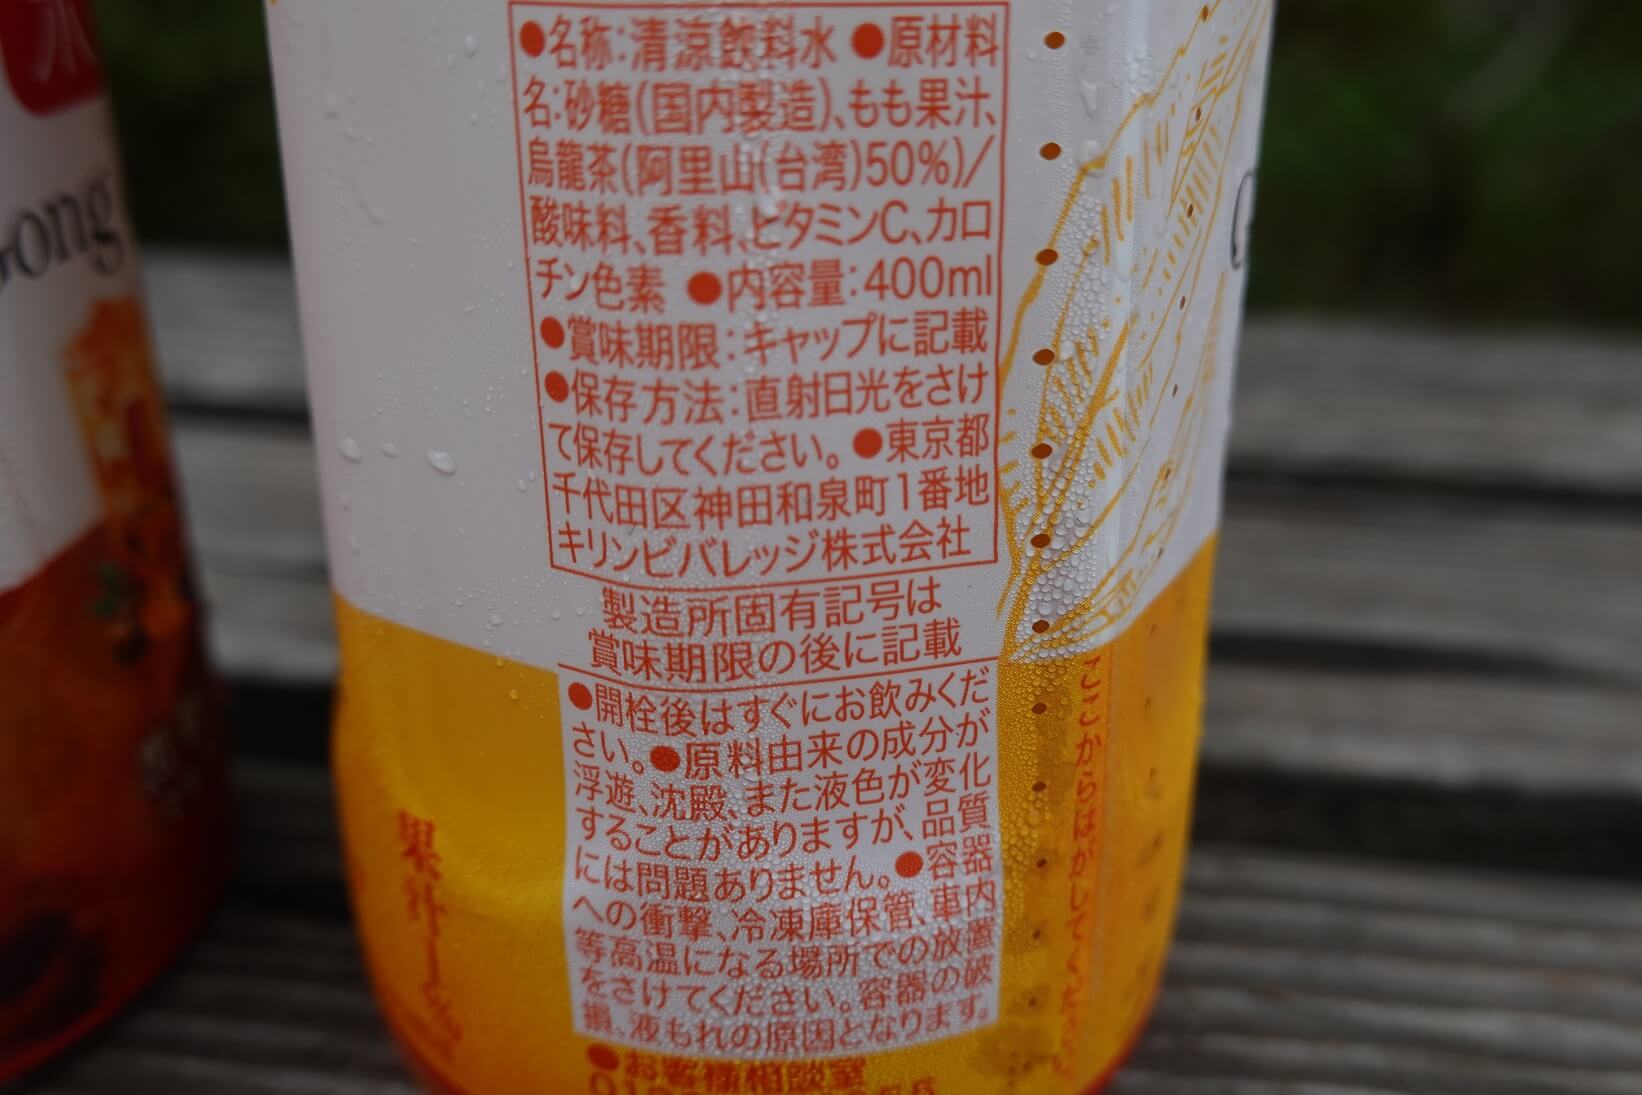 ●名称:清涼飲料水 ●原材料
名:砂糖(国内製造)、もも果汁、
烏龍茶(阿里山(台湾)50%)/
酸味料、香料、ビタミンC、カロ
チン色素 ●内容量:400ml
●賞味期限:キャップに記載
●保存方法:直射日光をさけ
て保存してください。●東京都
千代田区神田和泉町1番地
キリンビバレッジ株式会社
製造所固有記号は
賞味期限の後に記載
●開栓後はすぐにお飲みくだ
さい。●原料由来の成分が
浮遊、沈殿、また液色が変化
することがありますが、品質
には問題ありません。●容器
への衝撃、冷凍庫保管、車内
等高温になる場所での放置
をさけてください。容器の破
損、液もれの原因となります。
●お客様相談室
ここからはがしてください
果汁1%
ong